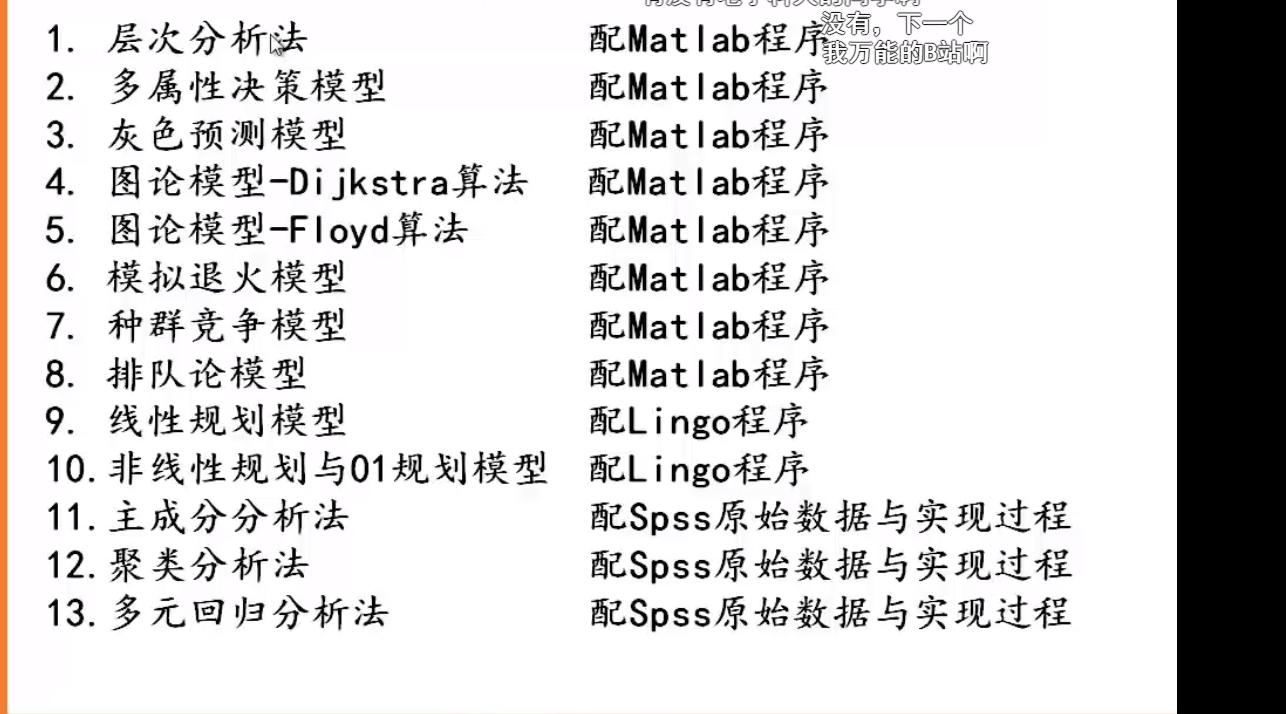 没有，下一个
我万能的B站啊
1. 层次分析法 配Matlab程序
2. 多属性决策模型 配Matlab程序
3. 灰色预测模型 配Matlab程序
4. 图论模型-Dijkstra算法 配Matlab程序
5. 图论模型-Floyd算法 配Matlab程序
6. 模拟退火模型 配Matlab程序
7. 种群竞争模型 配Matlab程序
8. 排队论模型 配Matlab程序
9. 线性规划模型 配Lingo程序
10.非线性规划与01规划模型 配Lingo程序
11.主成分分析法 配Spss原始数据与实现过程
12.聚类分析法 配Spss原始数据与实现过程
13.多元回归分析法 配Spss原始数据与实现过程